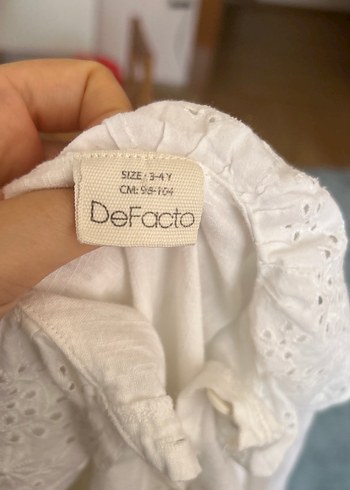 SIZE: 3-4 Y
CM: 98-104
DeFacto